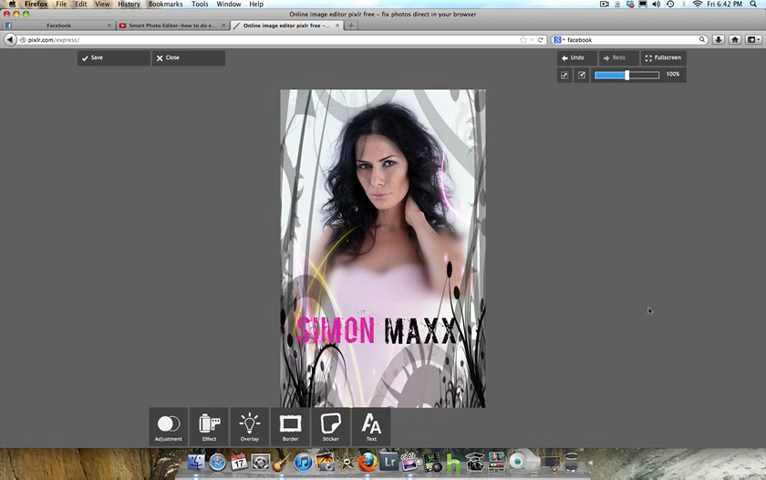 Firefox File Edit View History Bookmarks Tools Window Help
Fri 6:42 PM
Online image editor pixlr free – fix photos direct in your browser
Facebook
Smart Photo Editor -how to do e...
Online image editor pixlr free -...
pixlr.com/express/
facebook
Save
Close
Undo
Redo
Fullscreen
100%
SIMON MAXX
Adjustment
Effect
Overlay
Border
Sticker
Text
17
Lr